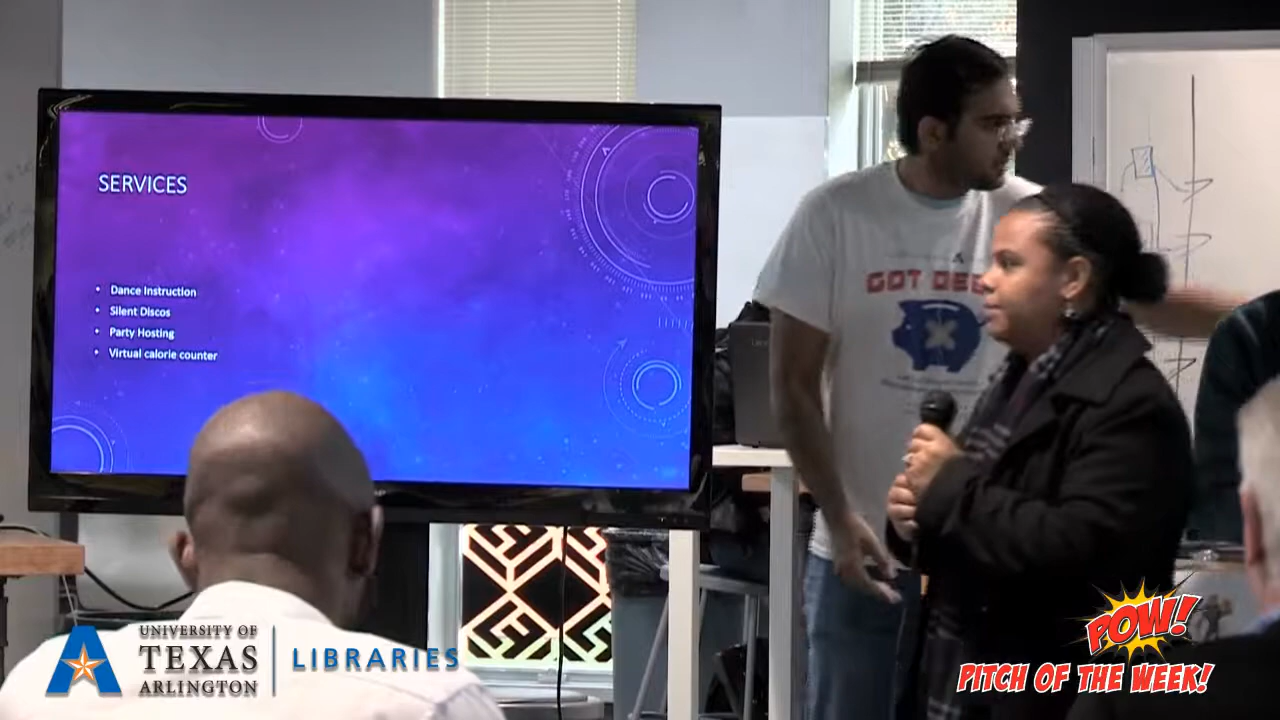 SERVICES
• Dance Instruction
• Silent Discos
• Party Hosting
• Virtual calorie counter
GOT
UNIVERSITY OF
TEXAS
ARLINGTON
LIBRARIES
POW!
PITCH OF THE WEEK!